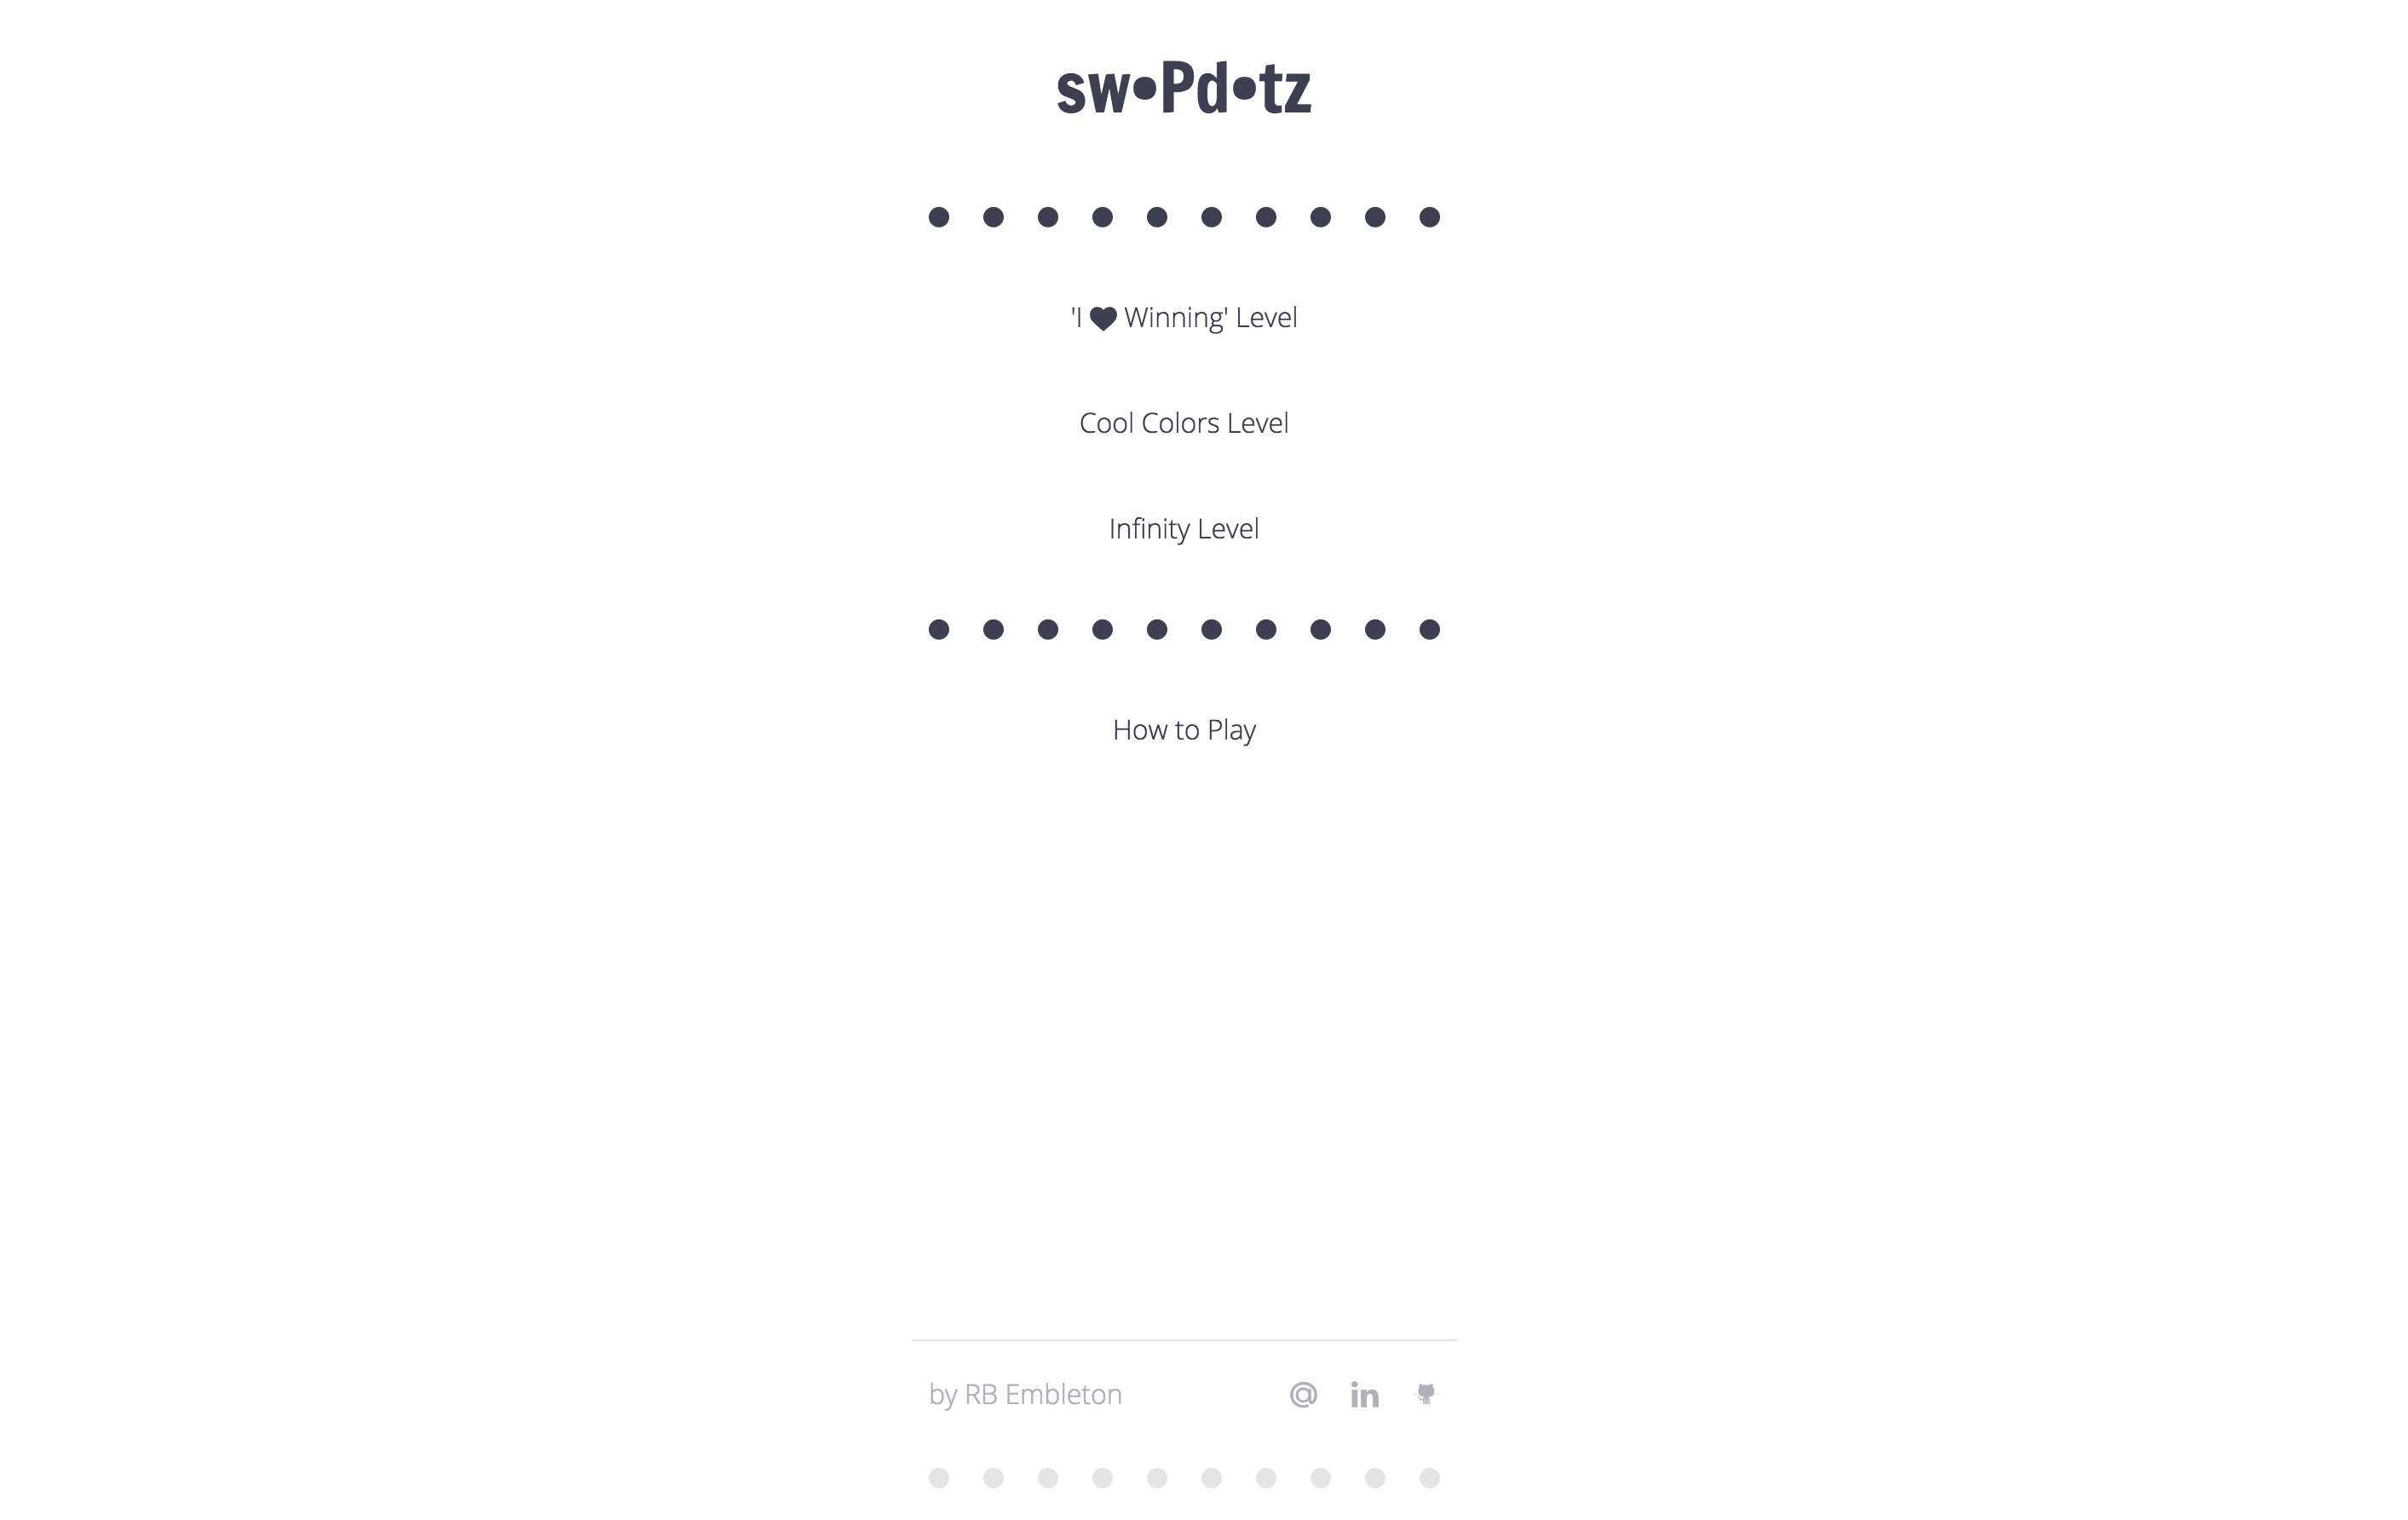 sw•Pd•tz
'I ♥ Winning' Level
Cool Colors Level
Infinity Level
How to Play
by RB Embleton @ in